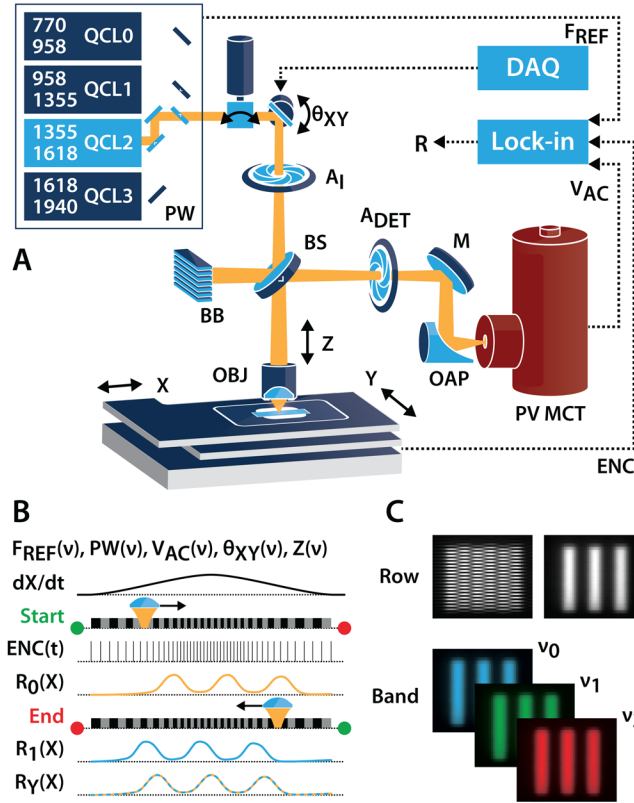 770
958
QCL0
958
1355
QCL1
1355
1618
QCL2
1618
1940
QCL3
PW
θXY
FREF
DAQ
Lock-in
R
VAC
AI
ADET
M
BS
A
BB
Z
OBJ
OAP
X
Y
PV MCT
ENC
B
FREF(ν), PW(ν), VAC(ν), θXY(ν), Z(ν)
dX/dt
Start
ENC(t)
R0(X)
End
R1(X)
RY(X)
C
Row
Band
ν0
ν1